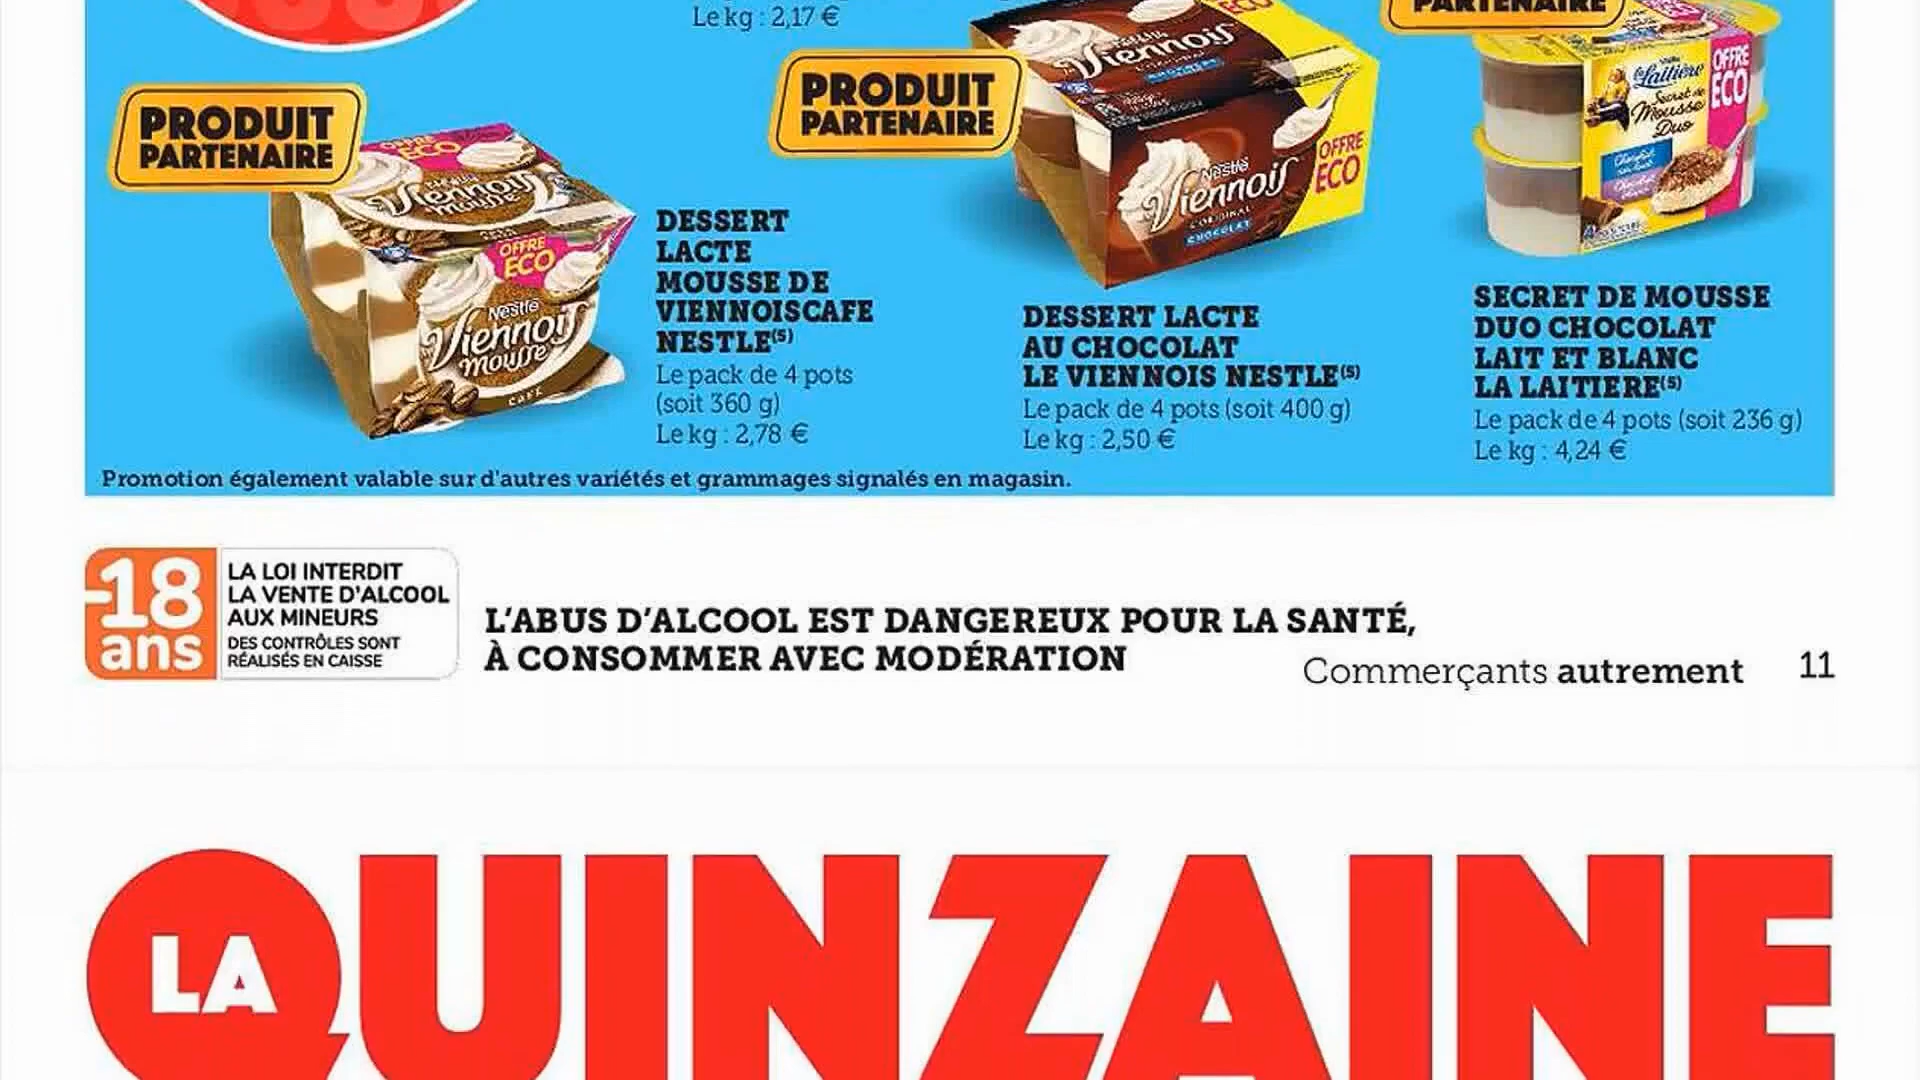 Le kg : 2,17 €
PRODUIT
PARTENAIRE
OFFRE
ECO
Viennois
mousse
OFFRE
ECO
Nestlé
Viennois
mousse
CAFÉ
DESSERT
LACTE
MOUSSE DE
VIENNOISCAFE
NESTLE(5)
Le pack de 4 pots
(soit 360 g)
Le kg : 2,78 €
PRODUIT
PARTENAIRE
ECO
Viennois
Nestlé
Viennois
L'ORIGINAL
CHOCOLAT
OFFRE
ECO
DESSERT LACTE
AU CHOCOLAT
LE VIENNOIS NESTLE(5)
Le pack de 4 pots (soit 400 g)
Le kg : 2,50 €
PARTENAIRE
la Laitière
Secret de
Mousse
Duo
OFFRE
ECO
SECRET DE MOUSSE
DUO CHOCOLAT
LAIT ET BLANC
LA LAITIERE(5)
Le pack de 4 pots (soit 236 g)
Le kg : 4,24 €
Promotion également valable sur d'autres variétés et grammages signalés en magasin.
-18
ans
LA LOI INTERDIT
LA VENTE D'ALCOOL
AUX MINEURS
DES CONTRÔLES SONT
RÉALISÉS EN CAISSE
L'ABUS D'ALCOOL EST DANGEREUX POUR LA SANTÉ,
À CONSOMMER AVEC MODÉRATION
Commerçants autrement 11
LA QUINZAINE